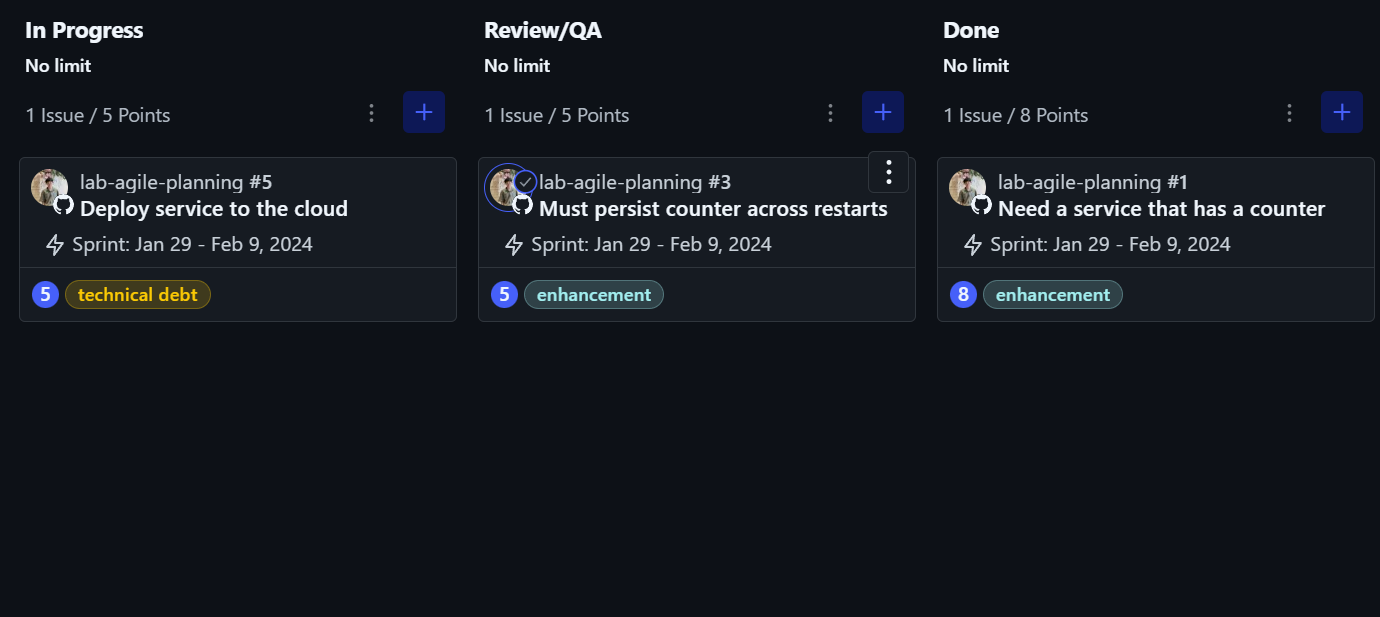 In Progress
No limit
1 Issue / 5 Points
lab-agile-planning #5
Deploy service to the cloud
Sprint: Jan 29 - Feb 9, 2024
5 technical debt
Review/QA
No limit
1 Issue / 5 Points
lab-agile-planning #3
Must persist counter across restarts
Sprint: Jan 29 - Feb 9, 2024
5 enhancement
Done
No limit
1 Issue / 8 Points
lab-agile-planning #1
Need a service that has a counter
Sprint: Jan 29 - Feb 9, 2024
8 enhancement